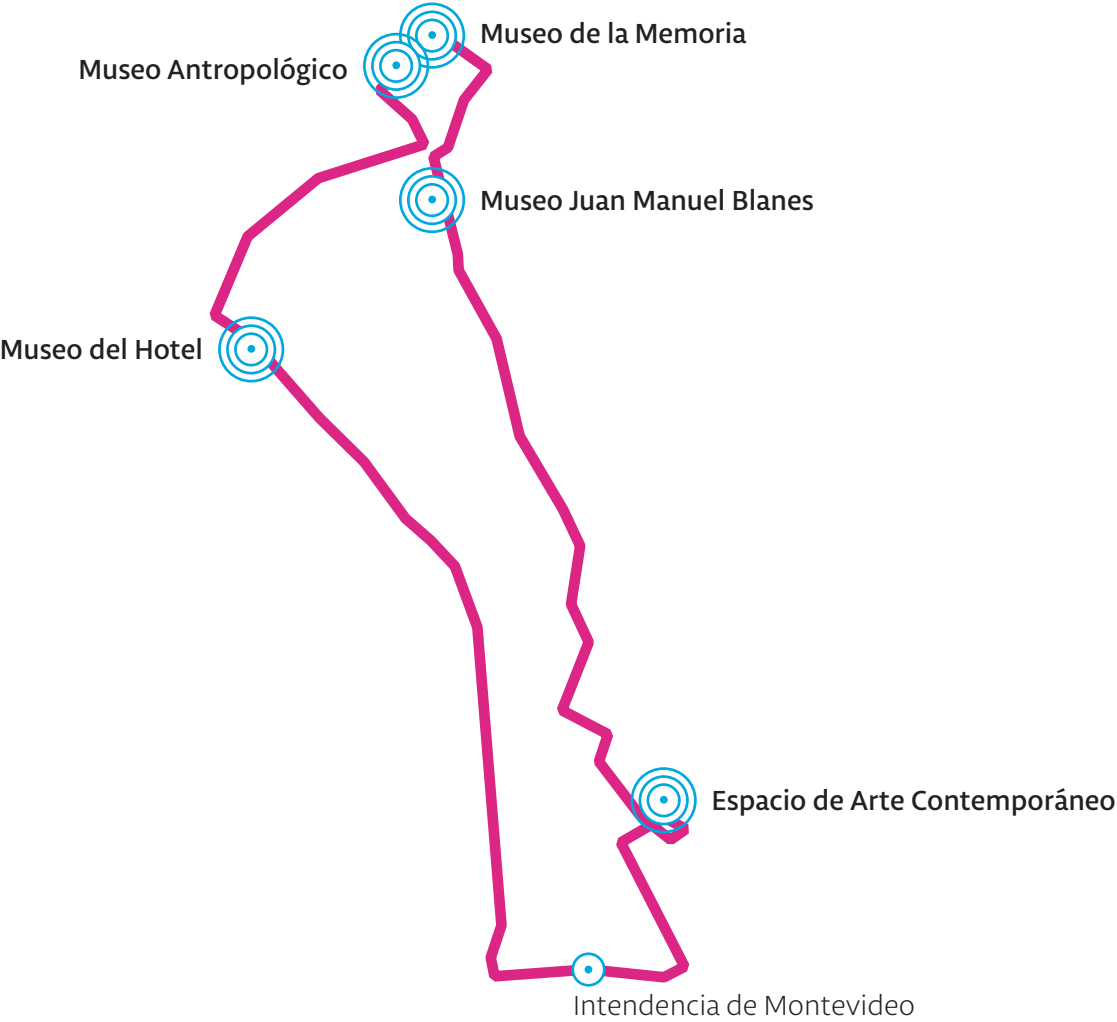 Museo de la Memoria
Museo Antropológico
Museo Juan Manuel Blanes
Museo del Hotel
Espacio de Arte Contemporáneo
Intendencia de Montevideo